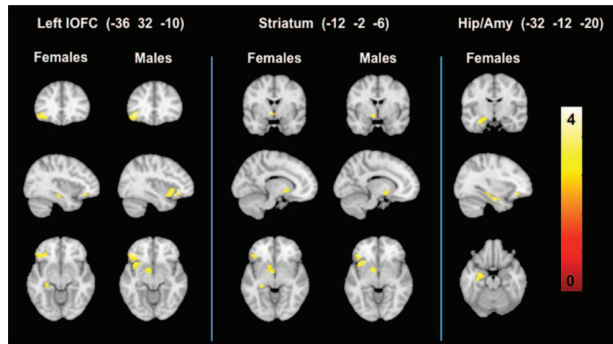 Left lOFC (-36 32 -10)
Striatum (-12 -2 -6)
Hip/Amy (-32 -12 -20)
Females
Males
Females
Males
Females
4
0